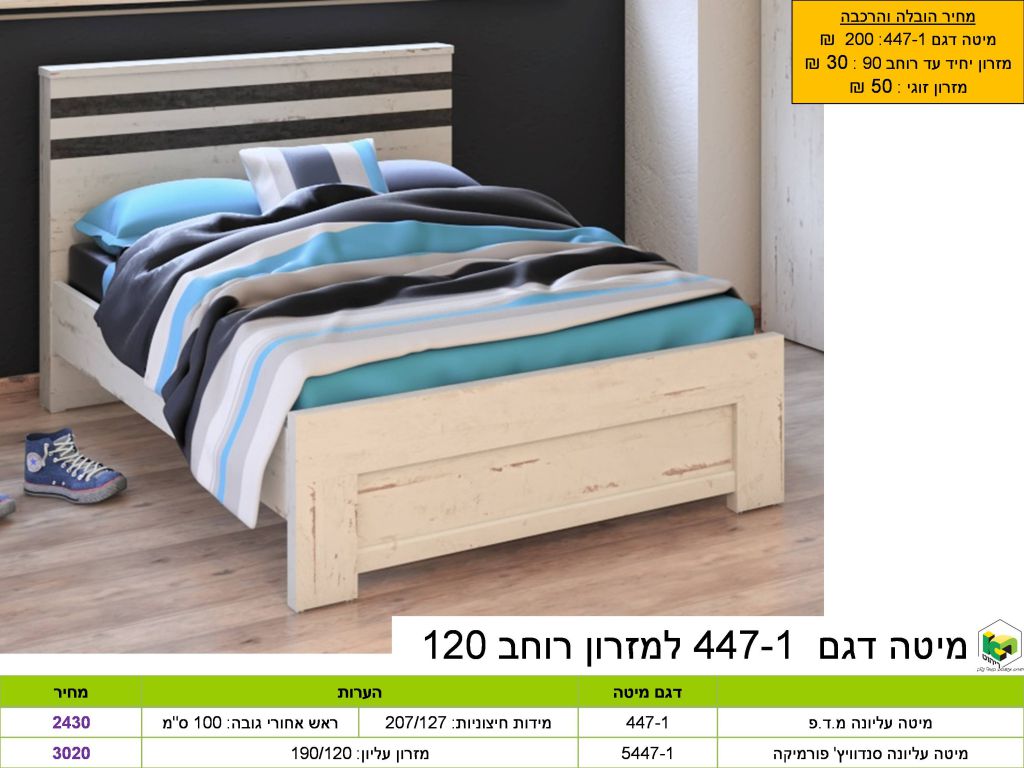 מחיר הובלה והרכבה
מיטה דגם 447-1: 200 ₪
מזרון יחיד עד רוחב 90 : 30 ₪
מזרון זוגי : 50 ₪
מיטה דגם 447-1 למזרון רוחב 120
דגם מיטה הערות מחיר
מיטה עליונה מ.ד.פ 447-1 מידות חיצוניות: 207/127 ראש אחורי גובה: 100 ס"מ 2430
מיטה עליונה סנדוויץ' פורמיקה 5447-1 מזרון עליון: 190/120 3020